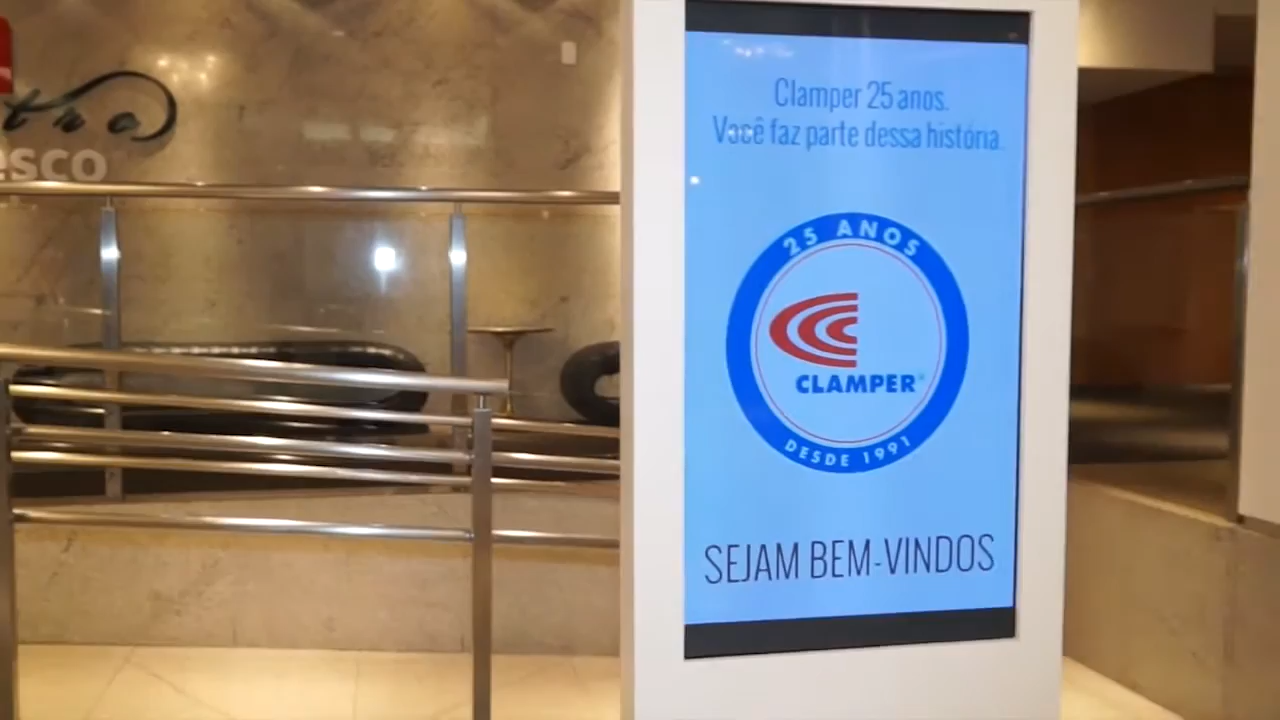 Clamper 25 anos.
Você faz parte dessa história.
25 ANOS
CLAMPER®
DESDE 1991
SEJAM BEM-VINDOS